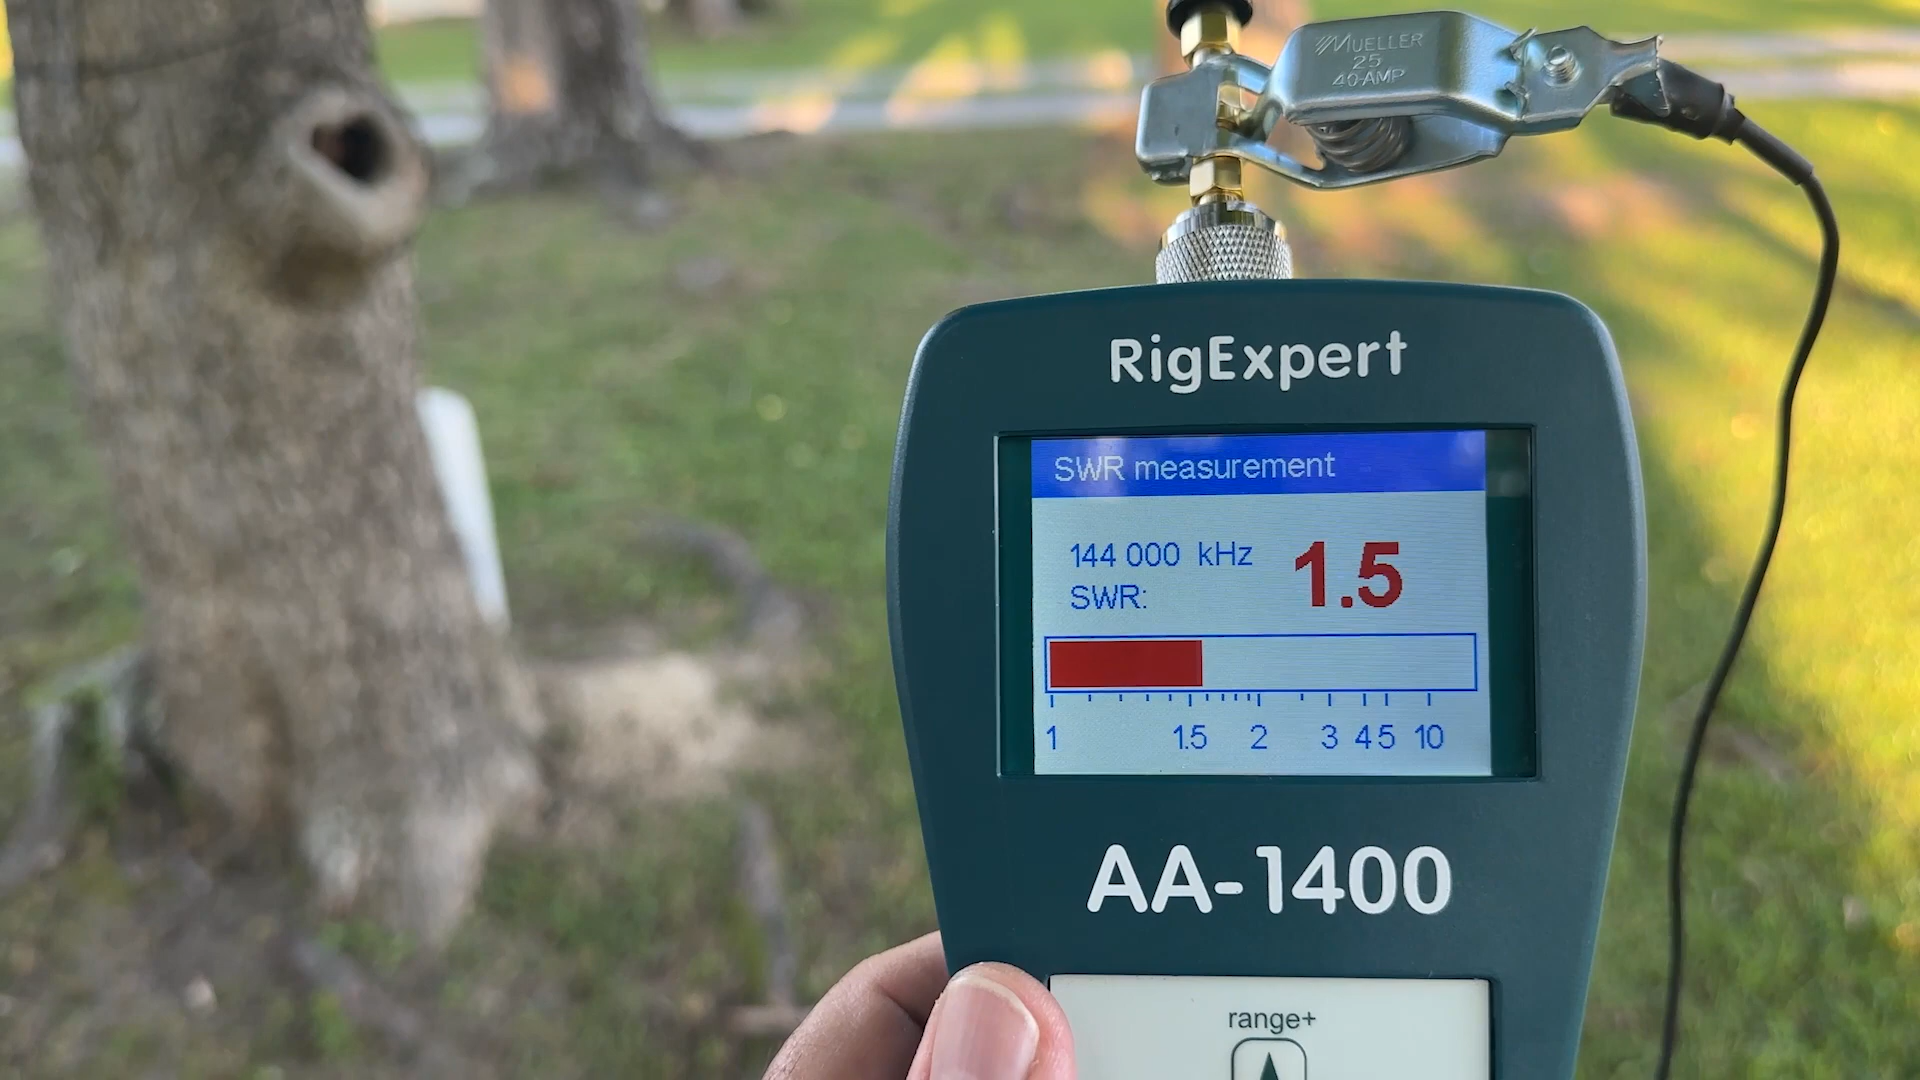 MUELLER
25
40-AMP
RigExpert
SWR measurement
144 000 kHz 1.5
SWR:
1 1.5 2 3 4 5 10
AA-1400
range+